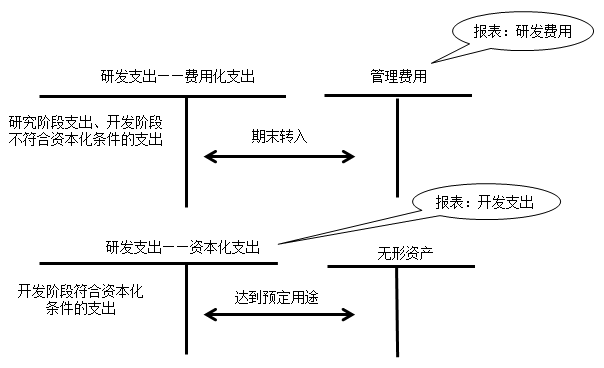 报表：研发费用
研发支出——费用化支出
管理费用
研究阶段支出、开发阶段
不符合资本化条件的支出
期末转入
报表：开发支出
研发支出——资本化支出
无形资产
开发阶段符合资本化
条件的支出
达到预定用途